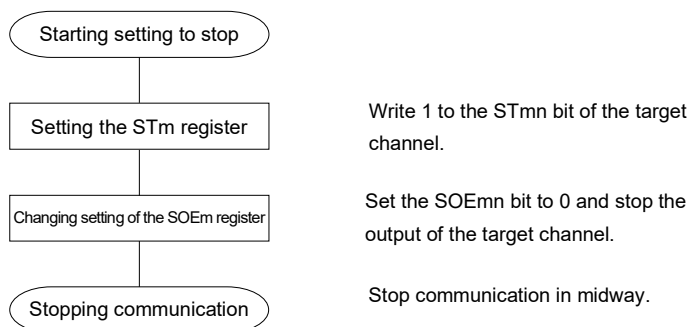 Starting setting to stop
Setting the STm register
Write 1 to the STmn bit of the target
channel.
Changing setting of the SOEm register
Set the SOEmn bit to 0 and stop the
output of the target channel.
Stopping communication
Stop communication in midway.